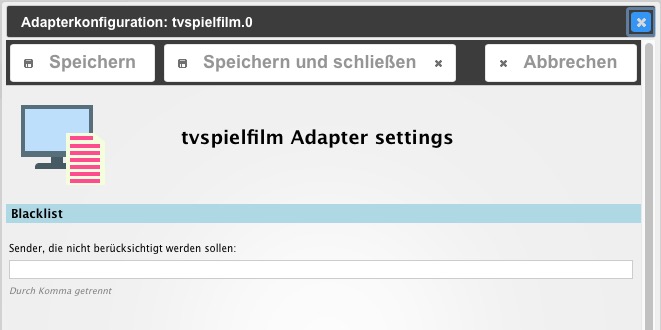 Adapterkonfiguration: tvspielfilm.0
Speichern Speichern und schließen Abbrechen
tvspielfilm Adapter settings
Blacklist
Sender, die nicht berücksichtigt werden sollen:
Durch Komma getrennt